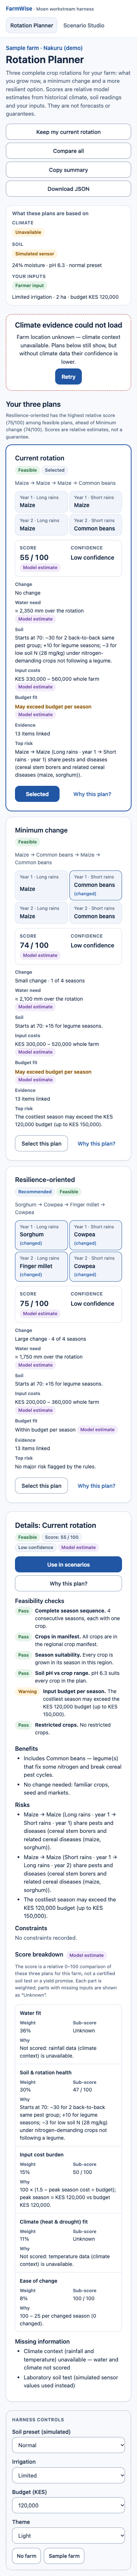 FarmWise · Moen workstream harness
Rotation Planner Scenario Studio
Sample farm · Nakuru (demo)
Rotation Planner
Three complete crop rotations for your farm: what
you grow now, a minimum change and a more
resilient option. Scores are relative, and reasons
and risks are always shown. They are not forecasts or
guarantees.
Keep my current rotation
Compare all
Copy summary
Download JSON
What these plans are based on
CLIMATE
Unavailable
SOIL
Simulated sensor
24% moisture · pH 6.3 · normal preset
YOUR INPUTS
Farmer input
Limited irrigation · 2 ha · budget KES 120,000
Climate evidence could not load
Farm location unknown — climate context
unavailable. Plans below are shown, but
without climate data their confidence is
lower.
Retry
Your three plans
Resilience-oriented has the highest relative score
(75/100) among feasible plans, ahead of Minimum
change (74/100). Scores are relative estimates, not a
guarantee.
Current rotation
Feasible Selected
Maize → Maize → Maize → Common beans
Year 1 · Long rains
Maize
Year 1 · Short rains
Maize
Year 2 · Long rains
Maize
Year 2 · Short rains
Common beans
SCORE
55 / 100
Model estimate
CONFIDENCE
Low confidence
Change
No change
Water need
≈ 2,350 mm over the rotation
Model estimate
Soil
Starts at 70: −30 for 2 back-to-back same
pest group; +10 for legume seasons; −3 for
low soil N (28 mg/kg) under nitrogen-
demanding crops not following a legume.
Input costs
KES 330,000 – 560,000 whole farm
Model estimate
Budget fit
May exceed budget per season
Model estimate
Evidence
13 items linked
Top risk
Maize → Maize (Long rains · year 1 → Short
rains · year 1) share pests and diseases
(cereal stem borers and related cereal
diseases (maize, sorghum)).
Selected Why this plan?
Minimum change
Feasible
Maize → Common beans → Maize →
Common beans
Year 1 · Long rains
Maize
Year 1 · Short rains
Common beans
(changed)
Year 2 · Long rains
Maize
Year 2 · Short rains
Common beans
SCORE
74 / 100
Model estimate
CONFIDENCE
Low confidence
Change
Small change · 1 of 4 seasons
Water need
≈ 2,100 mm over the rotation
Model estimate
Soil
Starts at 70: +15 for legume seasons.
Input costs
KES 300,000 – 520,000 whole farm
Model estimate
Budget fit
May exceed budget per season
Model estimate
Evidence
13 items linked
Top risk
The costliest season may exceed the KES
120,000 budget (up to KES 150,000).
Select this plan Why this plan?
Resilience-oriented
Recommended Feasible
Sorghum → Cowpea → Finger millet →
Cowpea
Year 1 · Long rains
Sorghum
(changed)
Year 1 · Short rains
Cowpea
(changed)
Year 2 · Long rains
Finger millet
(changed)
Year 2 · Short rains
Cowpea
(changed)
SCORE
75 / 100
Model estimate
CONFIDENCE
Low confidence
Change
Large change · 4 of 4 seasons
Water need
≈ 1,750 mm over the rotation
Model estimate
Soil
Starts at 70: +15 for legume seasons.
Input costs
KES 200,000 – 360,000 whole farm
Model estimate
Budget fit
Within budget per season Model estimate
Evidence
13 items linked
Top risk
No major risk flagged by the rules.
Select this plan Why this plan?
Details: Current rotation
Feasible Score: 55 / 100
Low confidence Model estimate
Use in scenarios
Why this plan?
Feasibility checks
Pass Complete season sequence. 4
consecutive seasons, each with one
crop.
Pass Crops in manifest. All crops are in
the regional crop manifest.
Pass Season suitability. Every crop is
grown in its season in this region.
Pass Soil pH vs crop range. pH 6.3 suits
every crop in the plan.
Warning Input budget per season. The
costliest season may exceed the
KES 120,000 budget (up to KES
150,000).
Pass Restricted crops. No restricted
crops.
Benefits
• Includes Common beans — legume(s)
that fix some nitrogen and break cereal
pest cycles.
• No change needed: familiar crops,
seed and markets.
Risks
• Maize → Maize (Long rains · year 1 →
Short rains · year 1) share pests and
diseases (cereal stem borers and
related cereal diseases (maize,
sorghum)).
• Maize → Maize (Short rains · year 1 →
Long rains · year 2) share pests and
diseases (cereal stem borers and
related cereal diseases (maize,
sorghum)).
• The costliest season may exceed the
KES 120,000 budget (up to KES
150,000).
Constraints
No constraints recorded.
Score breakdown Model estimate
The score is a relative 0–100 comparison of
these three plans for this farm, not a certified
soil test or a yield promise. Each part is
weighted; parts with missing inputs are shown
as "Unknown".
Water fit
Weight
36%
Sub-score
Unknown
Why
Not scored: rainfall data (climate
context) is unavailable.
Soil & rotation health
Weight
30%
Sub-score
47 / 100
Why
Starts at 70: −30 for 2 back-to-back
same pest group; +10 for legume
seasons; −3 for low soil N (28 mg/kg)
under nitrogen-demanding crops not
following a legume.
Input cost burden
Weight
15%
Sub-score
50 / 100
Why
100 × (1.5 − peak season cost ÷ budget);
peak season ≈ KES 120,000 vs budget
KES 120,000.
Climate (heat & drought) fit
Weight
11%
Sub-score
Unknown
Why
Not scored: temperature data (climate
context) is unavailable.
Ease of change
Weight
8%
Sub-score
100 / 100
Why
100 − 25 per changed season (0
changed).
Missing information
• Climate context (rainfall and
temperature) unavailable — water and
climate not scored
• Laboratory soil test (simulated sensor
values used instead)
HARNESS CONTROLS
Soil preset (simulated)
Normal
Irrigation
Limited
Budget (KES)
120,000
Theme
Light
No farm Sample farm